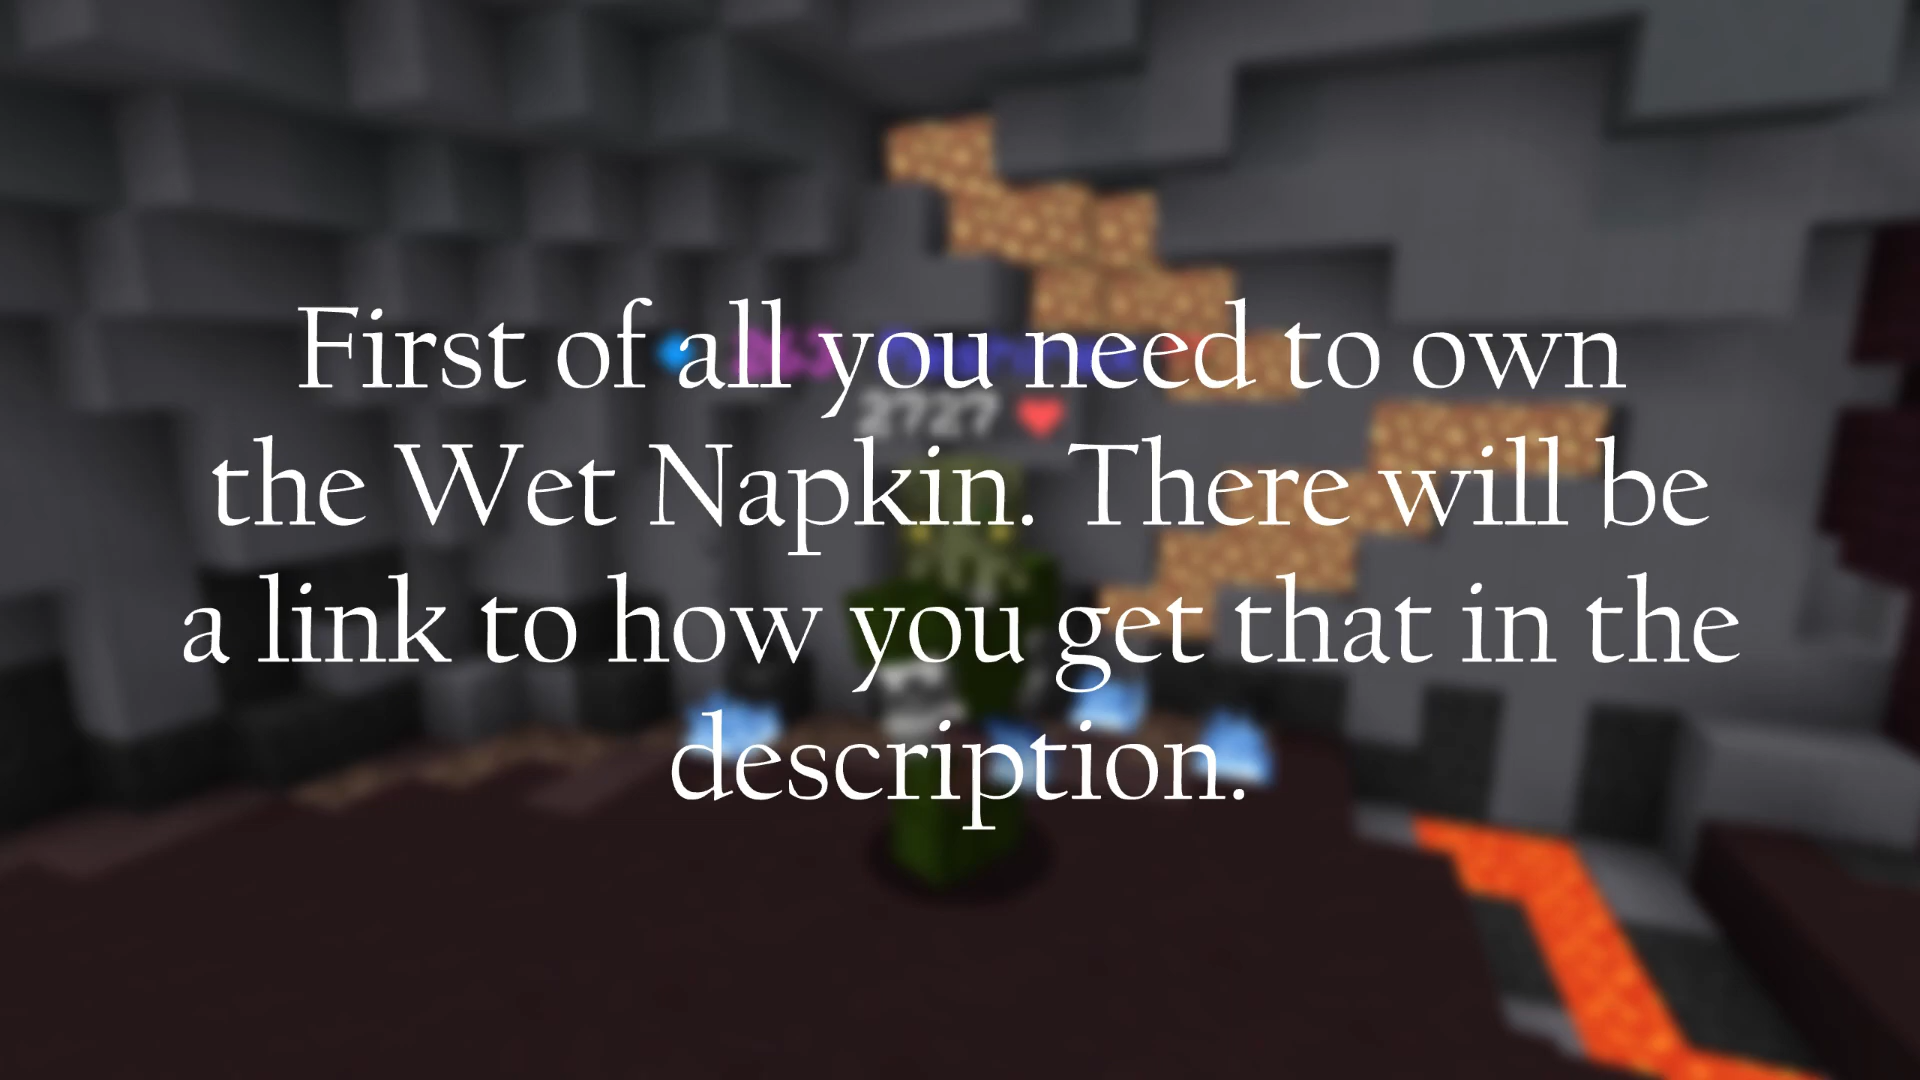 First of all you need to own
the Wet Napkin. There will be
a link to how you get that in the
description.
2727